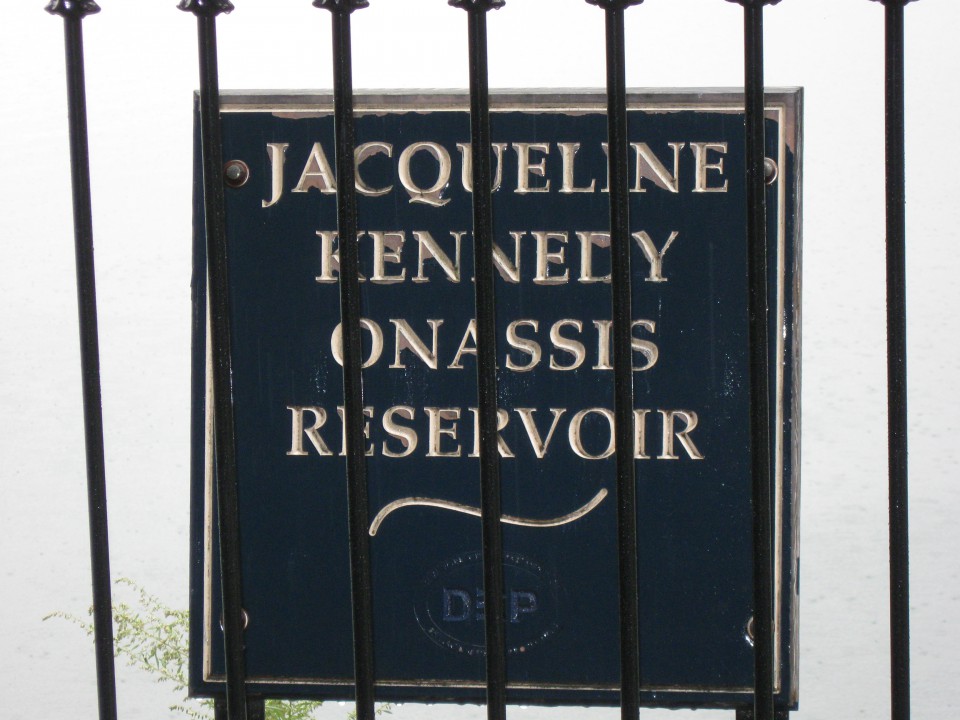 JACQUELINE
KENNEDY
ONASSIS
RESERVOIR
DEP